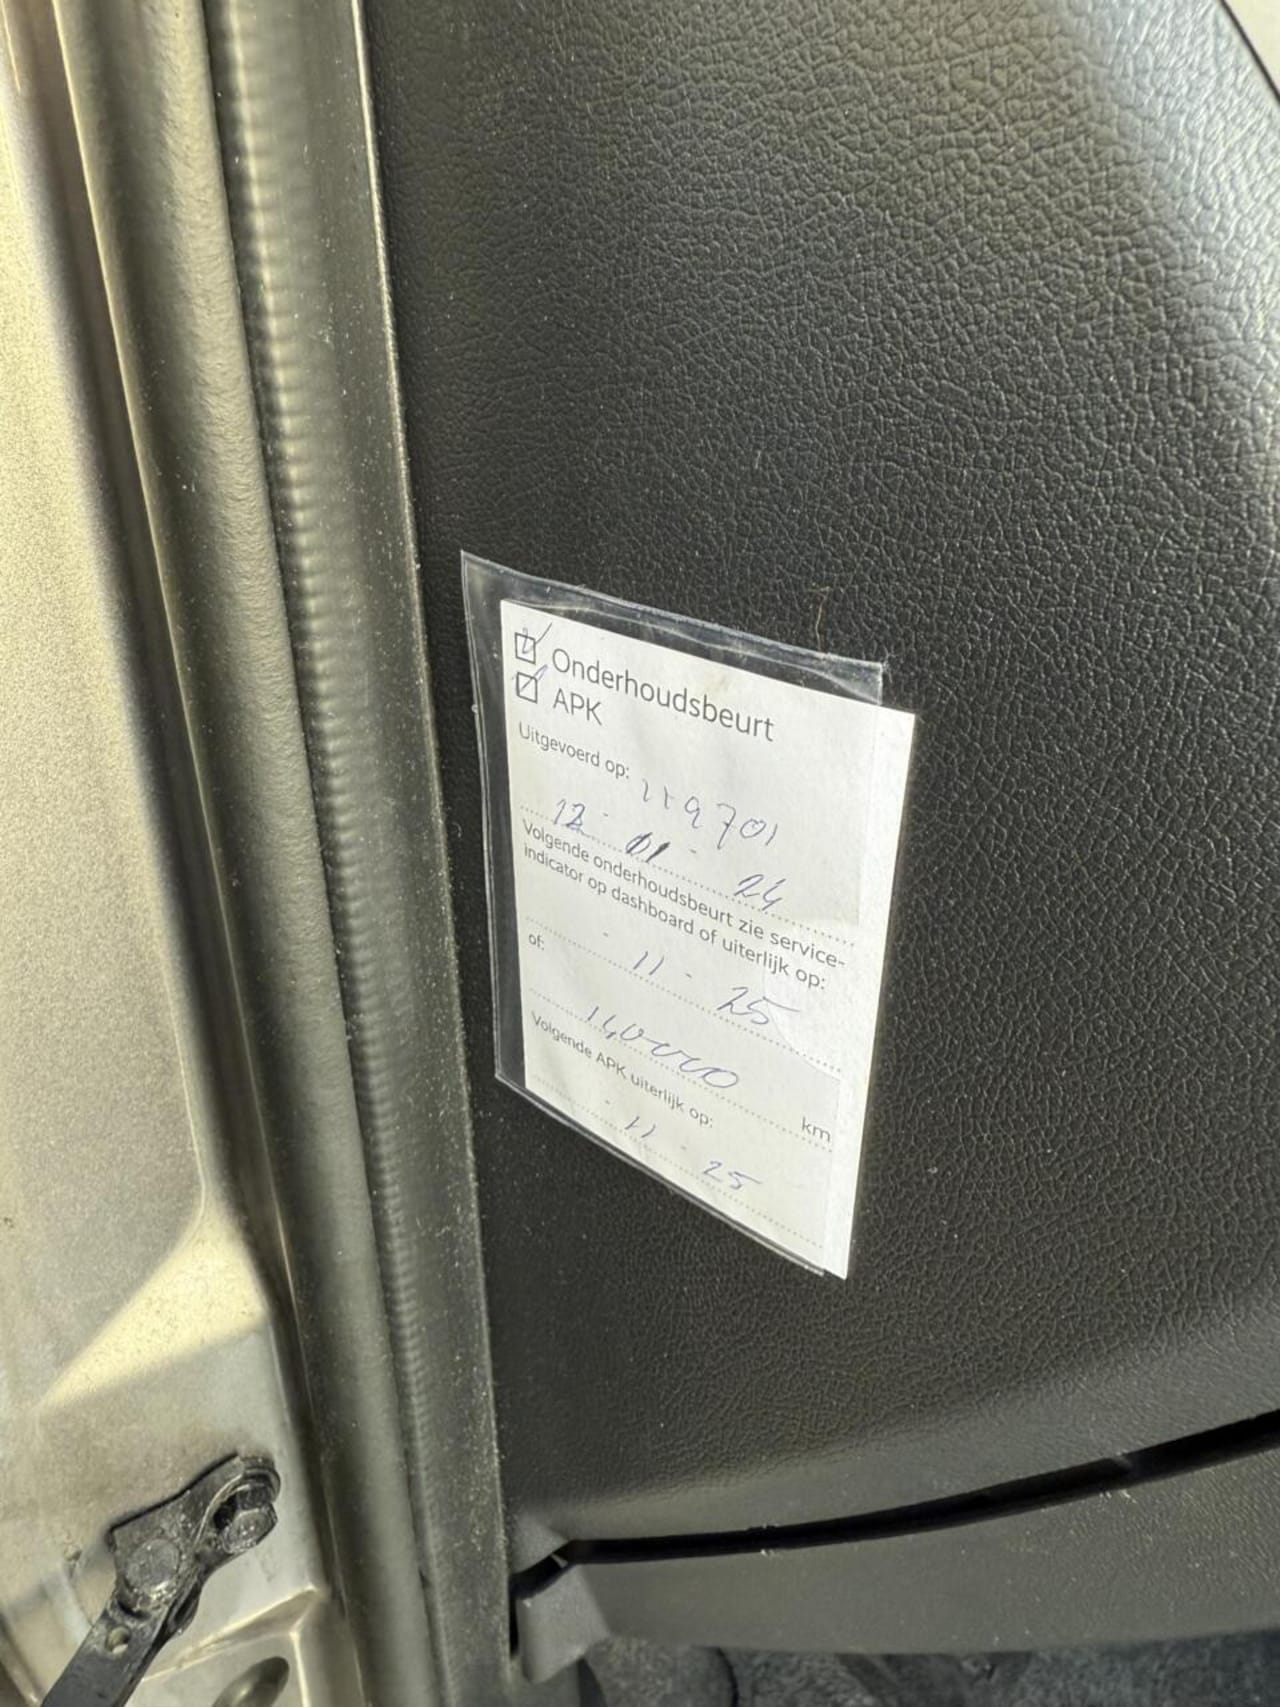 Onderhoudsbeurt
APK
Uitgevoerd op: 119701
12 - 01 - 24
Volgende onderhoudsbeurt zie service-
indicator op dashboard of uiterlijk op:
- 11 - 25
of:
140000 km
Volgende APK uiterlijk op:
- 11 - 25